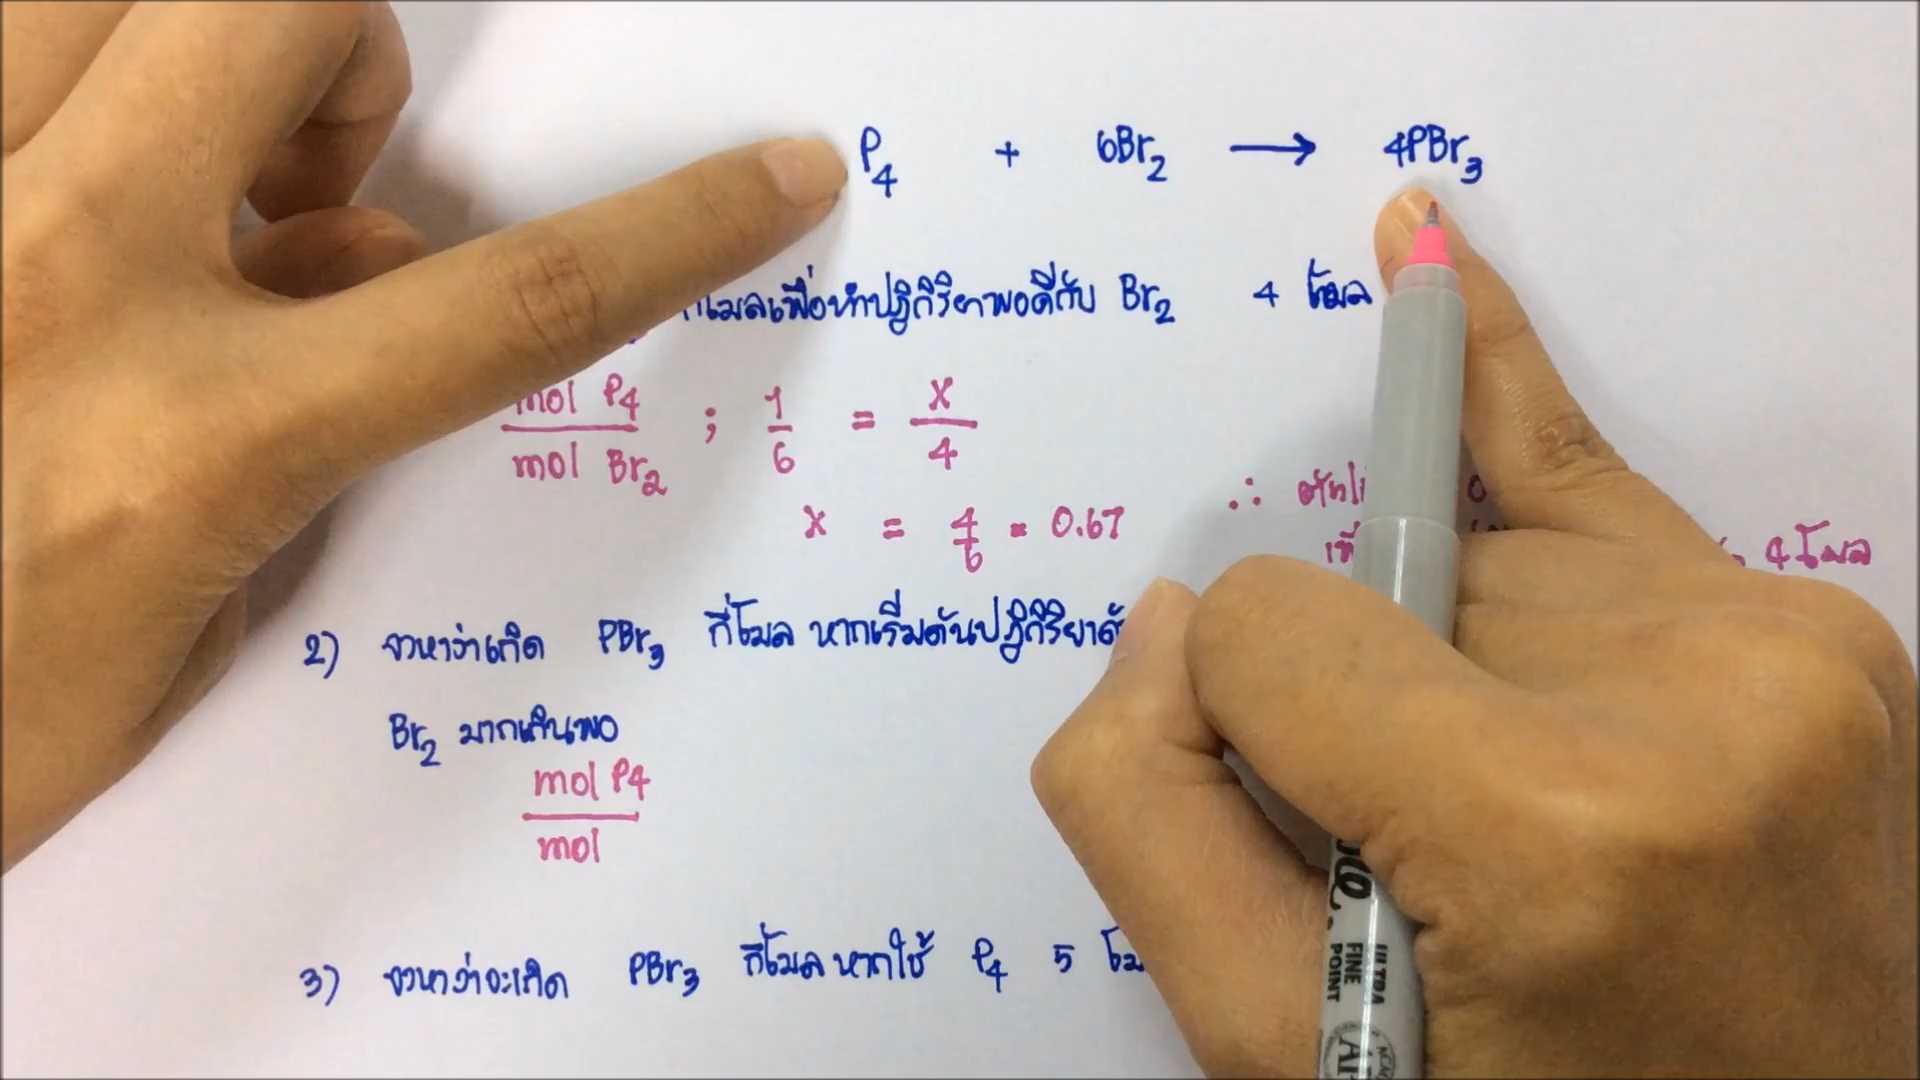 P4 + 6Br2 → 4PBr3
กี่โมลเพื่อทำปฏิกิริยาพอดีกับ Br2 4 โมล
mol P4 / mol Br2 ; 1/6 = X/4
X = 4/6 = 0.67
∴ 4 โมล
2) จงหาว่าเกิด PBr3 กี่โมล หากเริ่มต้นปฏิกิริยา
Br2 มากเกินพอ
mol P4 / mol
3) จงหาว่าจะเกิด PBr3 กี่โมล หากใช้ P4 5
ULTRA
FINE
POINT